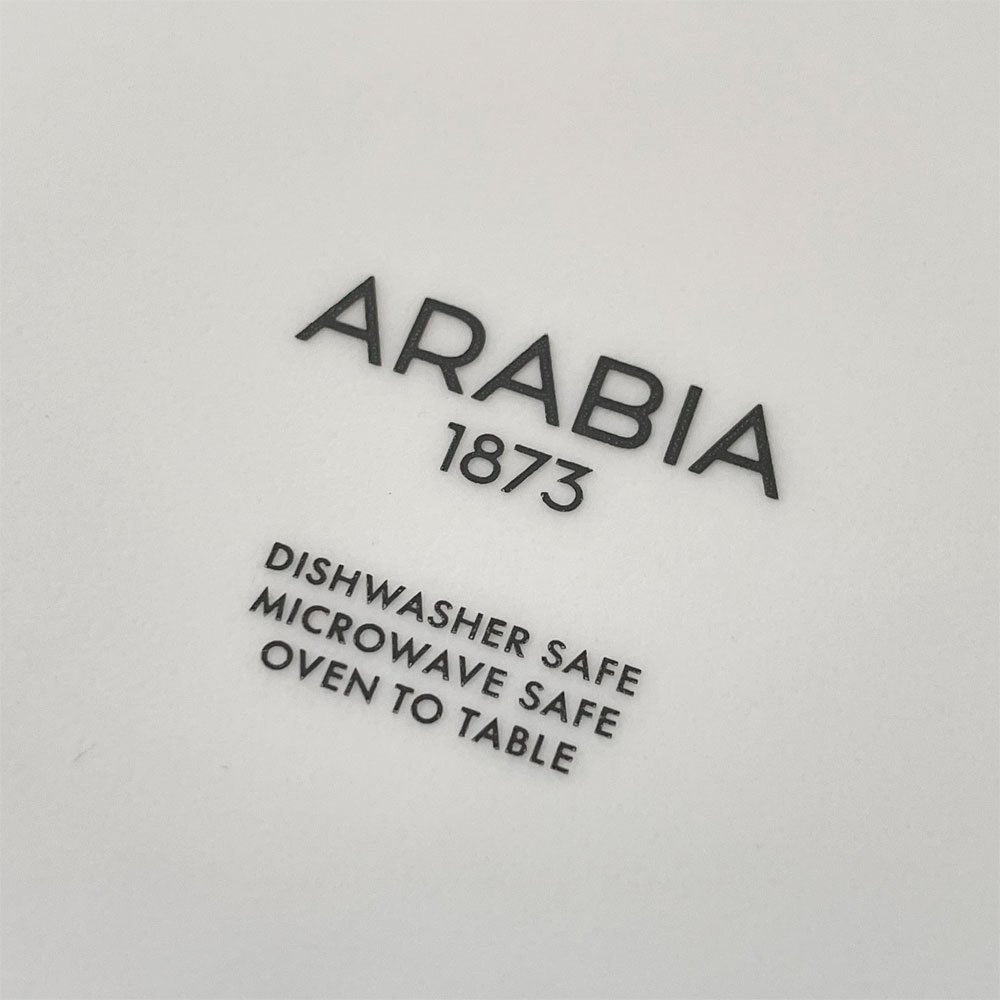 ARABIA
1873
DISHWASHER SAFE
MICROWAVE SAFE
OVEN TO TABLE